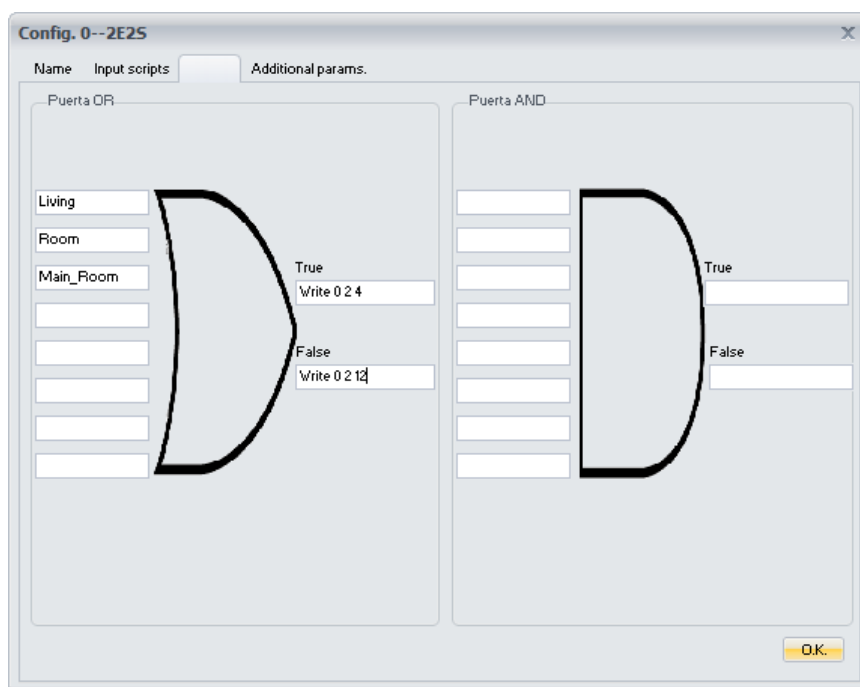 Config. 0--2E2S
X
Name Input scripts Additional params.
Puerta OR
Living
Room
Main_Room
True
Write 0 2 4
False
Write 0 2 12
Puerta AND
True
False
O.K.